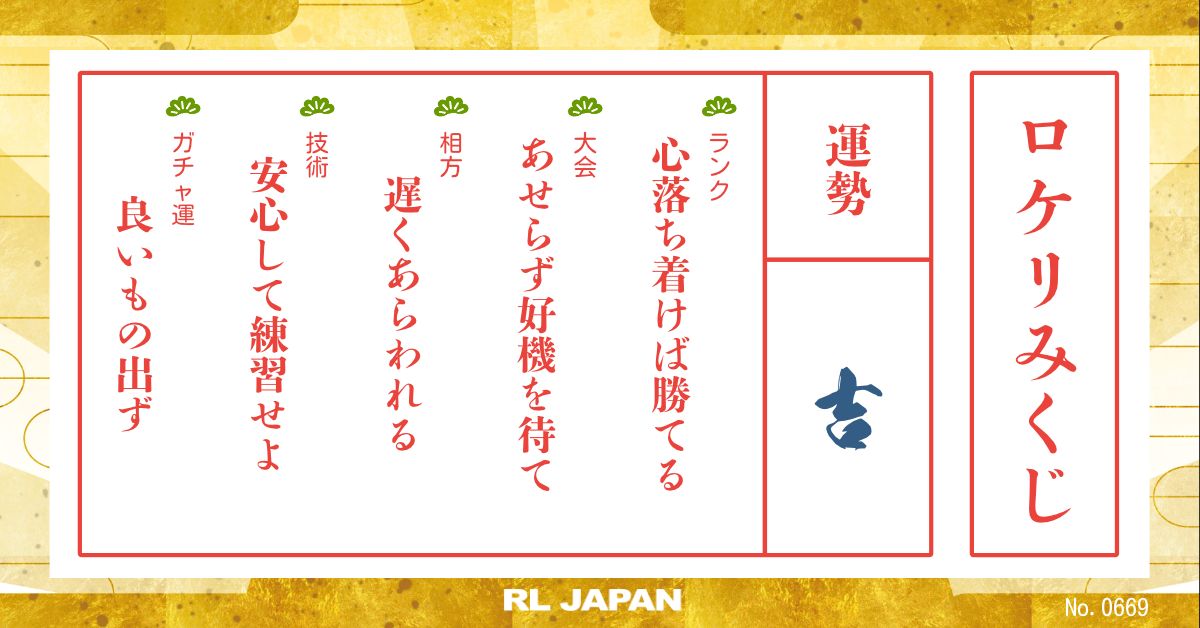 ロケリみくじ
運勢
吉
ランク
心落ち着けば勝てる
大会
あせらず好機を待て
相方
遅くあらわれる
技術
安心して練習せよ
ガチャ運
良いもの出ず
RL JAPAN
No. 0669